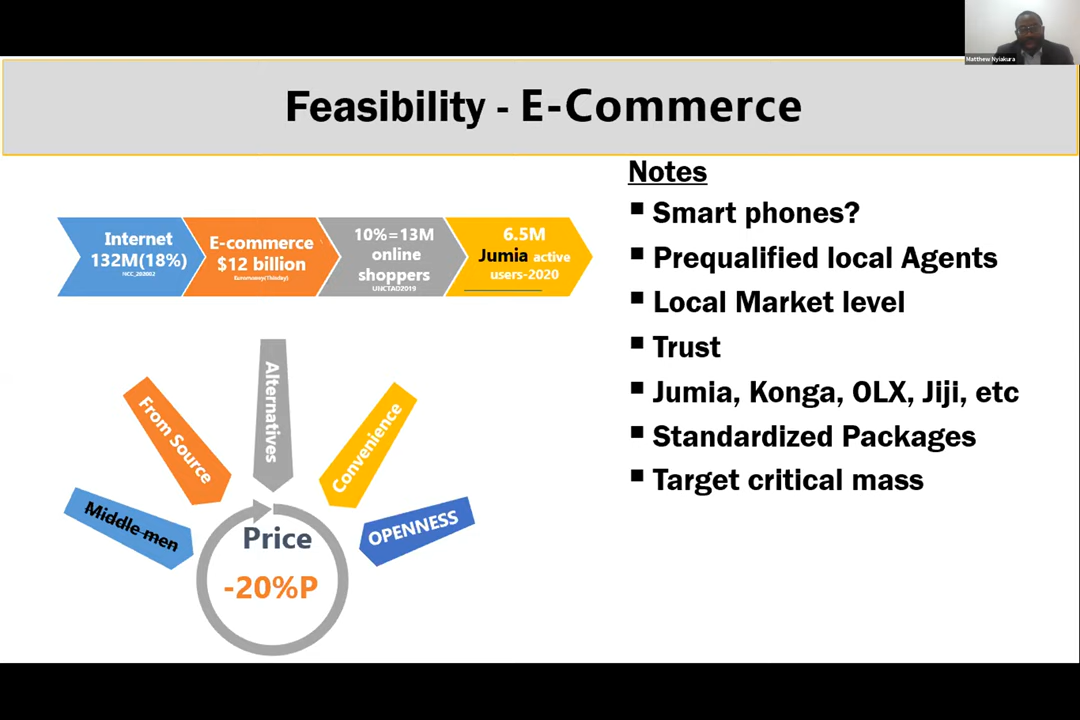 Matthew Nyiakura
Feasibility - E-Commerce
Internet
132M(18%)
E-commerce
$12 billion
10%=13M
online
shoppers
6.5M
Jumia active
users-2020
Middle men
From Source
Alternatives
Convenience
OPENNESS
Price
-20%P
Notes
▪ Smart phones?
▪ Prequalified local Agents
▪ Local Market level
▪ Trust
▪ Jumia, Konga, OLX, Jiji, etc
▪ Standardized Packages
▪ Target critical mass